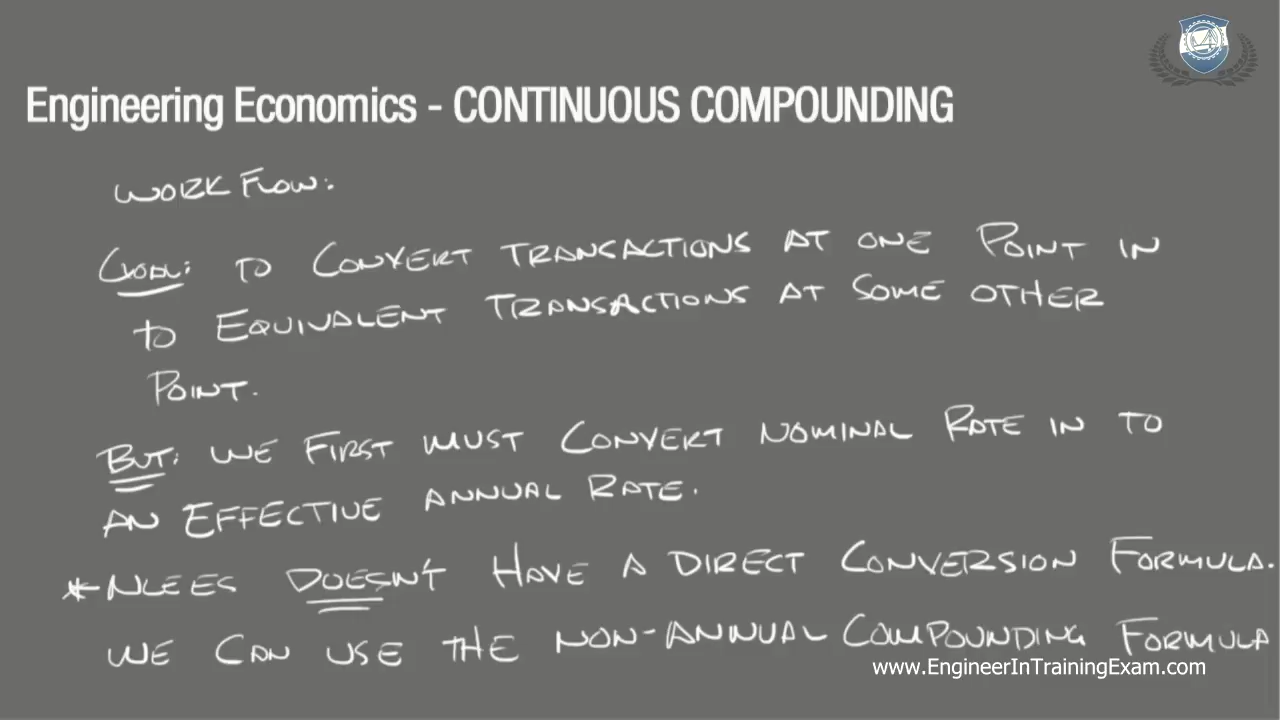 Engineering Economics - CONTINUOUS COMPOUNDING
WORK FLOW:
GOAL: TO CONVERT TRANSACTIONS AT ONE POINT IN
TO EQUIVALENT TRANSACTIONS AT SOME OTHER
POINT.
BUT: WE FIRST MUST CONVERT NOMINAL RATE IN TO
AN EFFECTIVE ANNUAL RATE.
* NCEES DOESN'T HAVE A DIRECT CONVERSION FORMULA.
WE CAN USE THE NON-ANNUAL COMPOUNDING FORMULA
www.EngineerInTrainingExam.com